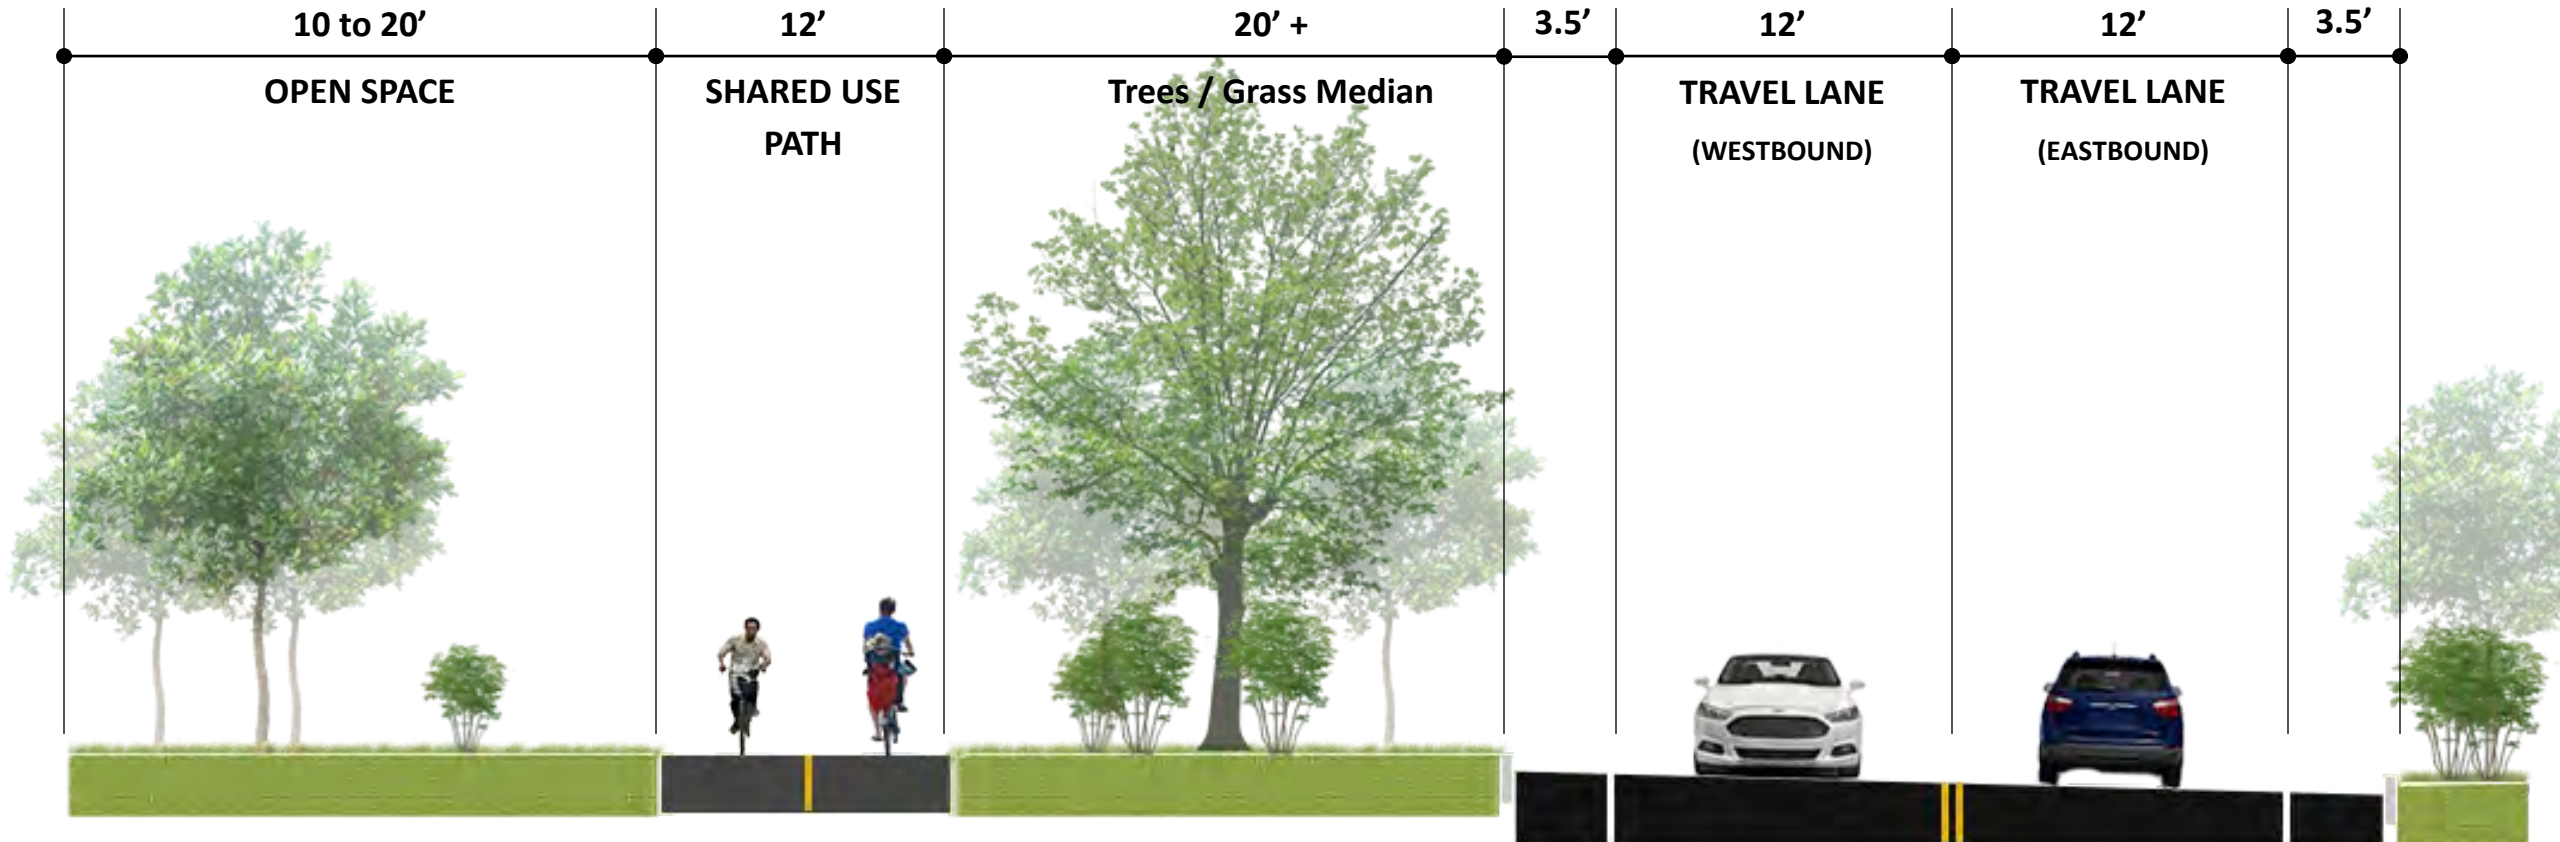 10 to 20’
12’
20’ +
3.5’
12’
12’
3.5’
OPEN SPACE
SHARED USE
PATH
Trees / Grass Median
TRAVEL LANE
(WESTBOUND)
TRAVEL LANE
(EASTBOUND)